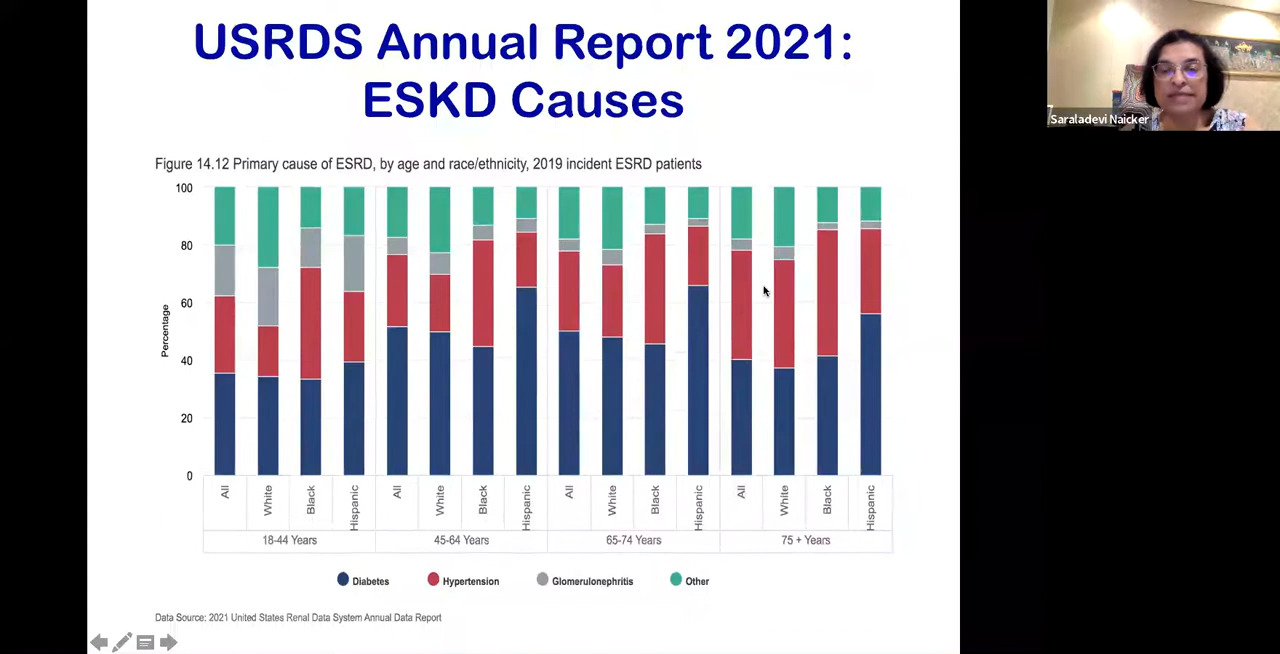 USRDS Annual Report 2021:
ESKD Causes
Saraladevi Naicker
Figure 14.12 Primary cause of ESRD, by age and race/ethnicity, 2019 incident ESRD patients
Percentage
100
80
60
40
20
0
All
White
Black
Hispanic
All
White
Black
Hispanic
All
White
Black
Hispanic
All
White
Black
Hispanic
18-44 Years
45-64 Years
65-74 Years
75 + Years
Diabetes
Hypertension
Glomerulonephritis
Other
Data Source: 2021 United States Renal Data System Annual Data Report